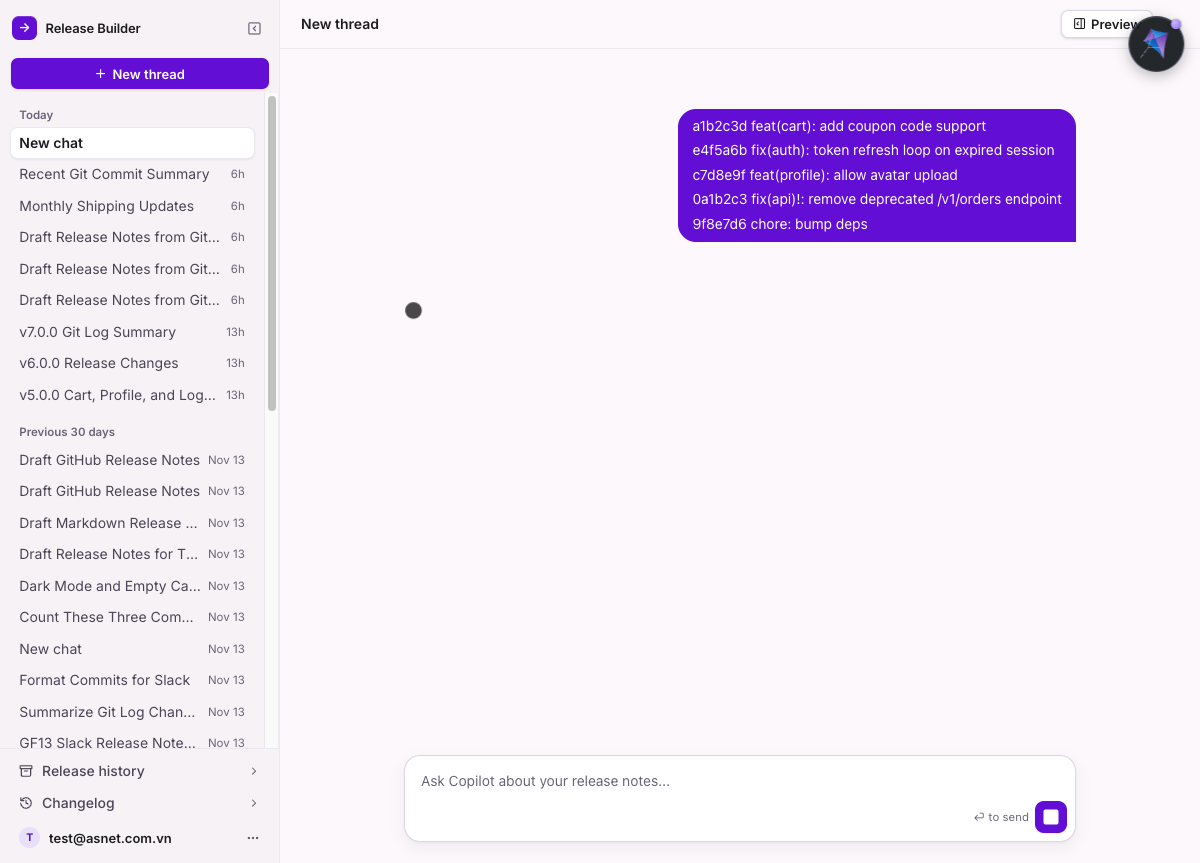 Release Builder
New thread
Today
New chat
Recent Git Commit Summary 6h
Monthly Shipping Updates 6h
Draft Release Notes from Git... 6h
Draft Release Notes from Git... 6h
Draft Release Notes from Git... 6h
v7.0.0 Git Log Summary 13h
v6.0.0 Release Changes 13h
v5.0.0 Cart, Profile, and Log... 13h
Previous 30 days
Draft GitHub Release Notes Nov 13
Draft GitHub Release Notes Nov 13
Draft Markdown Release ... Nov 13
Draft Release Notes for T... Nov 13
Dark Mode and Empty Ca... Nov 13
Count These Three Com... Nov 13
New chat Nov 13
Format Commits for Slack Nov 13
Summarize Git Log Chan... Nov 13
GF13 Slack Release Note... Nov 13
Release history
Changelog
T test@asnet.com.vn
New thread
Preview
a1b2c3d feat(cart): add coupon code support
e4f5a6b fix(auth): token refresh loop on expired session
c7d8e9f feat(profile): allow avatar upload
0a1b2c3 fix(api)!: remove deprecated /v1/orders endpoint
9f8e7d6 chore: bump deps
Ask Copilot about your release notes...
to send